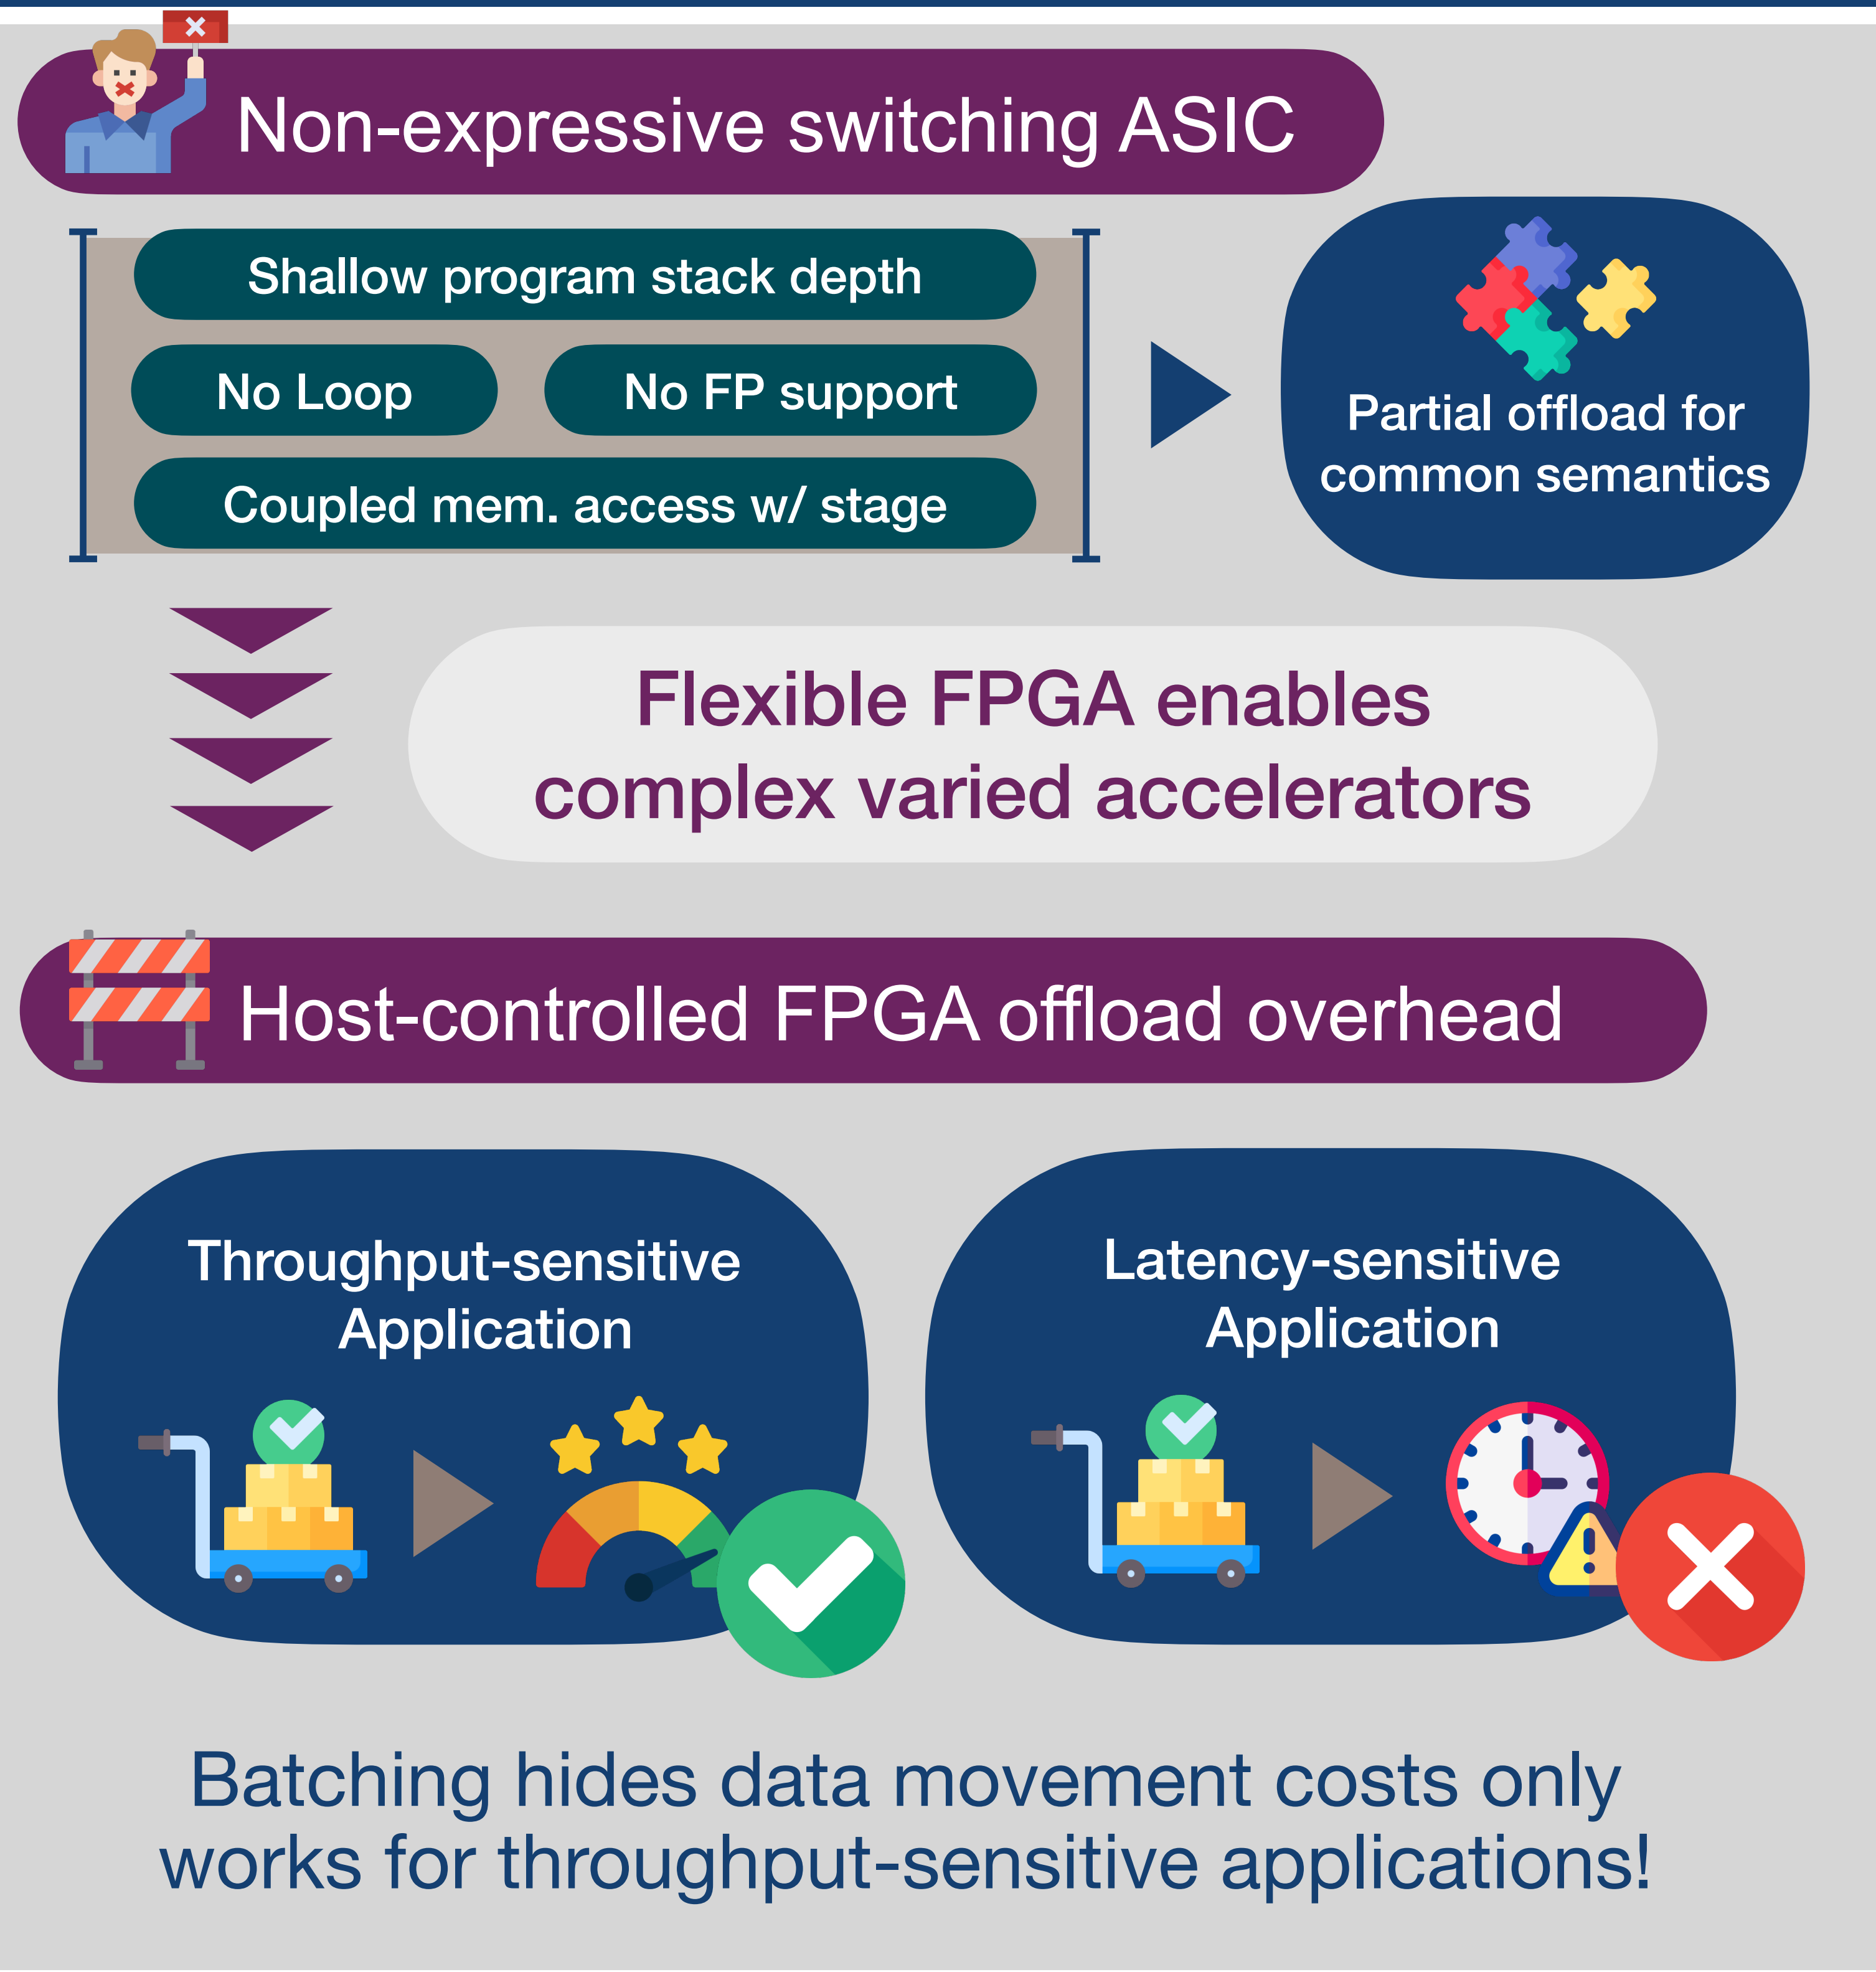 Non-expressive switching ASIC
Shallow program stack depth
No Loop
No FP support
Coupled mem. access w/ stage
Partial offload for
common semantics
Flexible FPGA enables
complex varied accelerators
Host-controlled FPGA offload overhead
Throughput-sensitive
Application
Latency-sensitive
Application
Batching hides data movement costs only
works for throughput-sensitive applications!